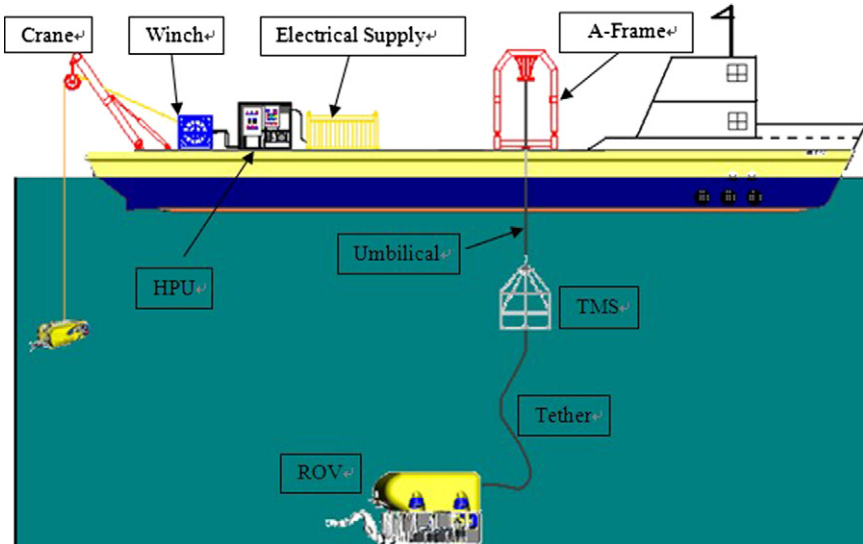 Crane
Winch
Electrical Supply
A-Frame
Umbilical
HPU
TMS
Tether
ROV